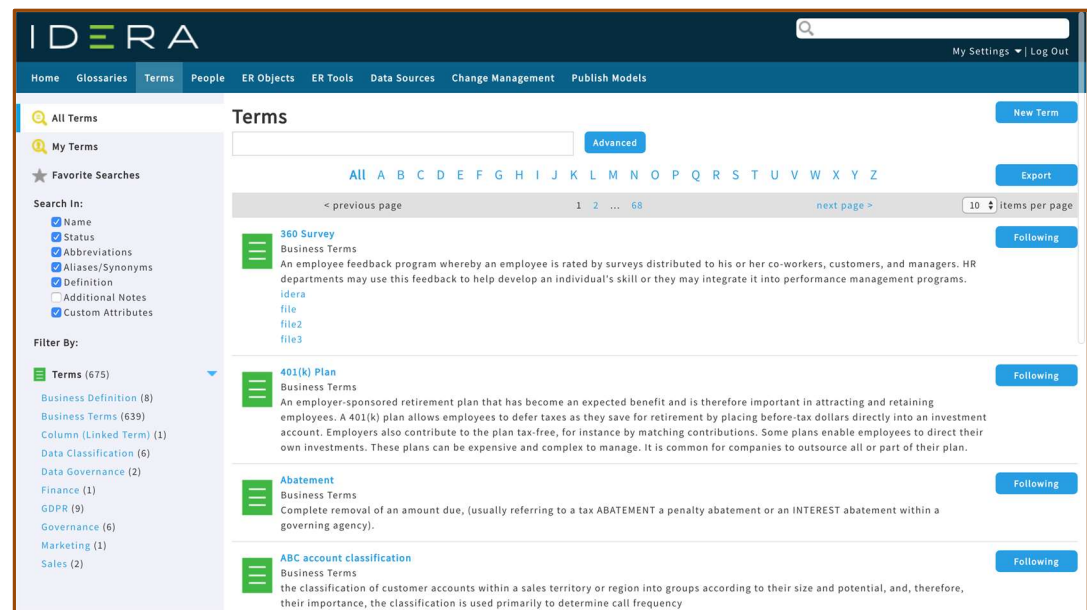 IDERA
My Settings | Log Out
Home Glossaries Terms People ER Objects ER Tools Data Sources Change Management Publish Models
All Terms
My Terms
Favorite Searches
Search In:
Name
Status
Abbreviations
Aliases/Synonyms
Definition
Additional Notes
Custom Attributes
Filter By:
Terms (675)
Business Definition (8)
Business Terms (639)
Column (Linked Term) (1)
Data Classification (6)
Data Governance (2)
Finance (1)
GDPR (9)
Governance (6)
Marketing (1)
Sales (2)
Terms
New Term
Advanced
All A B C D E F G H I J K L M N O P Q R S T U V W X Y Z
Export
< previous page 1 2 ... 68 next page > 10 items per page
360 Survey
Following
Business Terms
An employee feedback program whereby an employee is rated by surveys distributed to his or her co-workers, customers, and managers. HR
departments may use this feedback to help develop an individual's skill or they may integrate it into performance management programs.
idera
file
file2
file3
401(k) Plan
Following
Business Terms
An employer-sponsored retirement plan that has become an expected benefit and is therefore important in attracting and retaining
employees. A 401(k) plan allows employees to defer taxes as they save for retirement by placing before-tax dollars directly into an investment
account. Employers also contribute to the plan tax-free, for instance by matching contributions. Some plans enable employees to direct their
own investments. These plans can be expensive and complex to manage. It is common for companies to outsource all or part of their plan.
Abatement
Following
Business Terms
Complete removal of an amount due, (usually referring to a tax ABATEMENT a penalty abatement or an INTEREST abatement within a
governing agency).
ABC account classification
Following
Business Terms
the classification of customer accounts within a sales territory or region into groups according to their size and potential, and, therefore,
their importance, the classification is used primarily to determine call frequency